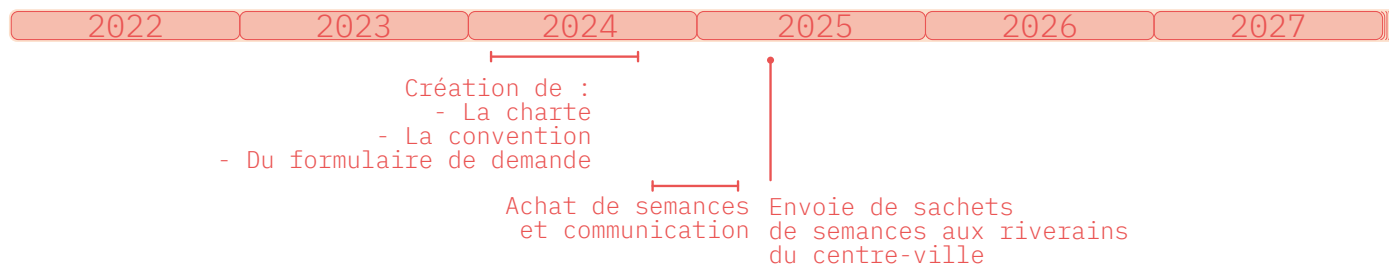 2022 2023 2024 2025 2026 2027
Création de :
- La charte
- La convention
- Du formulaire de demande
Achat de semances
et communication
Envoie de sachets
de semances aux riverains
du centre-ville